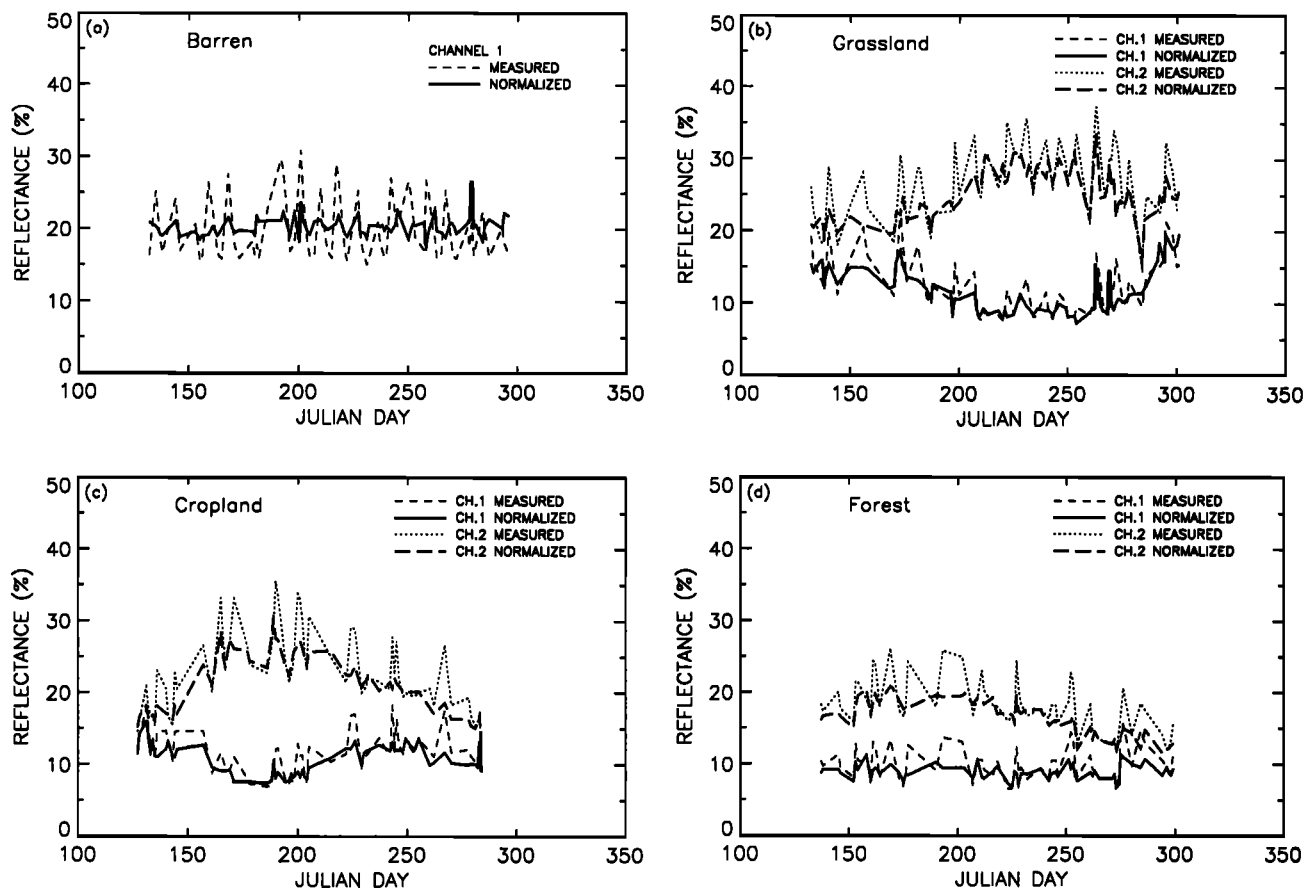 (a)
Barren
CHANNEL 1
MEASURED
NORMALIZED
REFLECTANCE (%)
50
40
30
20
10
0
100 150 200 250 300 350
JULIAN DAY
(b)
Grassland
CH.1 MEASURED
CH.1 NORMALIZED
CH.2 MEASURED
CH.2 NORMALIZED
REFLECTANCE (%)
50
40
30
20
10
0
100 150 200 250 300 350
JULIAN DAY
(c)
Cropland
CH.1 MEASURED
CH.1 NORMALIZED
CH.2 MEASURED
CH.2 NORMALIZED
REFLECTANCE (%)
50
40
30
20
10
0
100 150 200 250 300 350
JULIAN DAY
(d)
Forest
CH.1 MEASURED
CH.1 NORMALIZED
CH.2 MEASURED
CH.2 NORMALIZED
REFLECTANCE (%)
50
40
30
20
10
0
100 150 200 250 300 350
JULIAN DAY